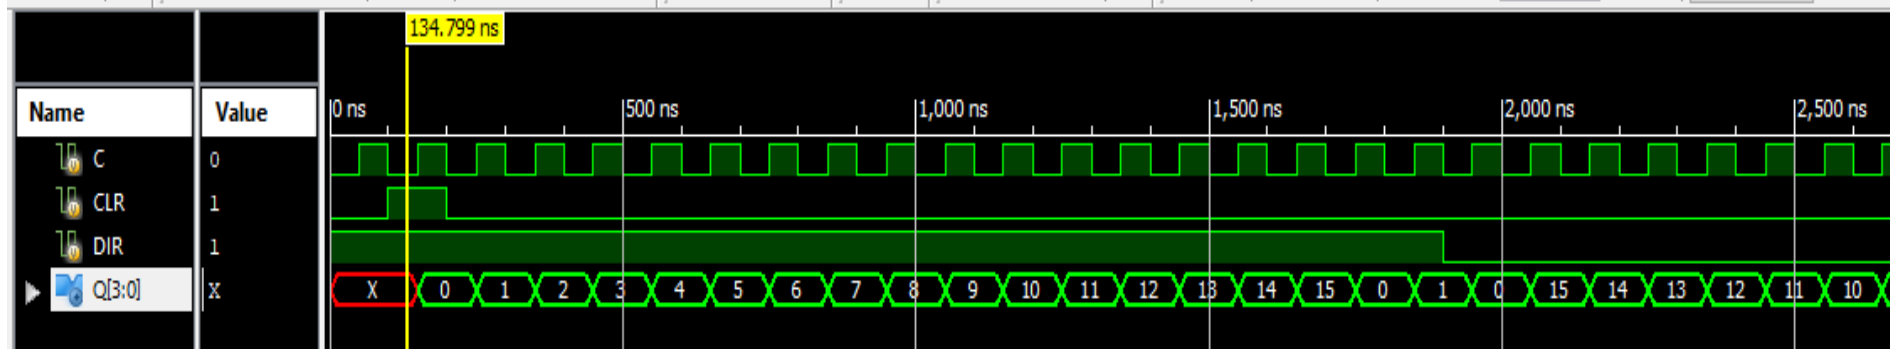 134.799 ns
Name Value 0 ns 500 ns 1,000 ns 1,500 ns 2,000 ns 2,500 ns
C 0
CLR 1
DIR 1
Q[3:0] X X 0 1 2 3 4 5 6 7 8 9 10 11 12 13 14 15 0 1 0 15 14 13 12 11 10